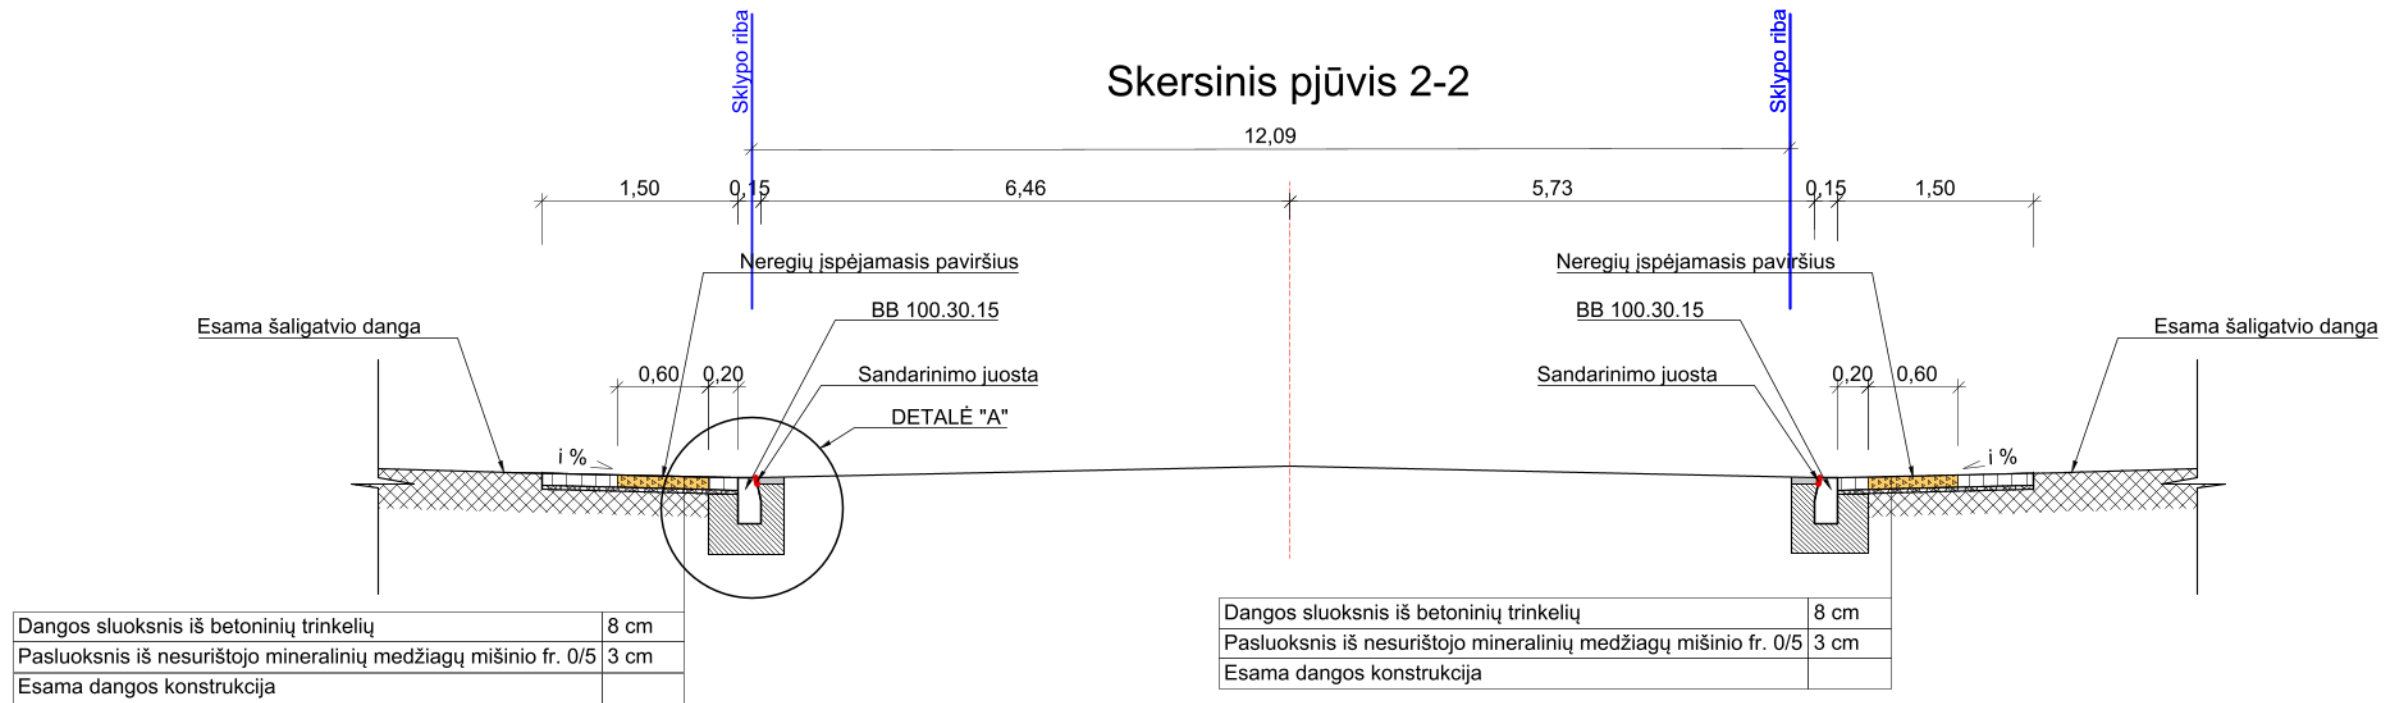 Sklypo riba
Sklypo riba
Skersinis pjūvis 2-2
12,09
1,50
0,15
6,46
5,73
0,15
1,50
Neregių įspėjamasis paviršius
Neregių įspėjamasis paviršius
BB 100.30.15
BB 100.30.15
Esama šaligatvio danga
Esama šaligatvio danga
0,60
0,20
Sandarinimo juosta
Sandarinimo juosta
0,20
0,60
DETALĖ "A"
i %
i %
Dangos sluoksnis iš betoninių trinkelių 8 cm
Pasluoksnis iš nesurištojo mineralinių medžiagų mišinio fr. 0/5 3 cm
Esama dangos konstrukcija
Dangos sluoksnis iš betoninių trinkelių 8 cm
Pasluoksnis iš nesurištojo mineralinių medžiagų mišinio fr. 0/5 3 cm
Esama dangos konstrukcija